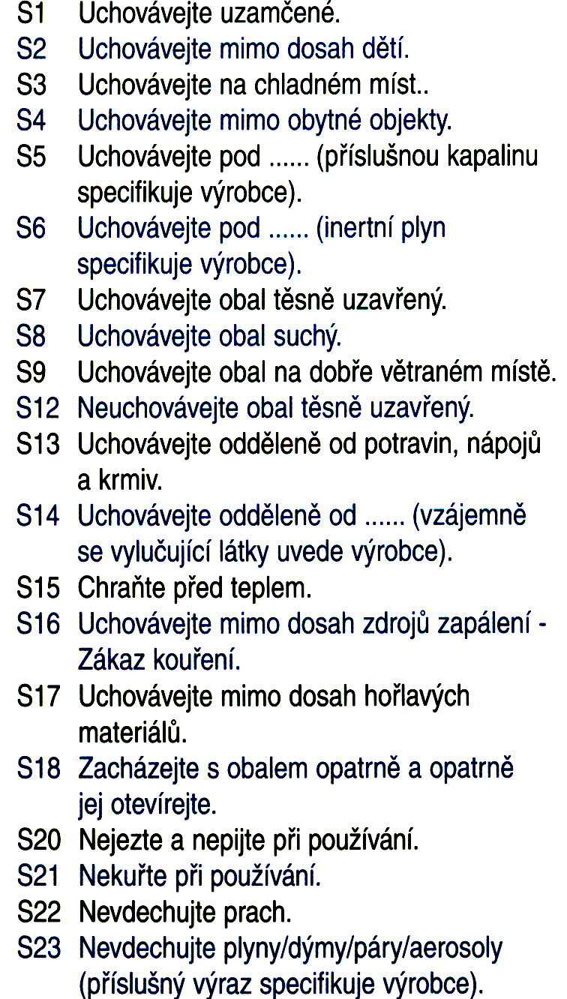 S1 Uchovávejte uzamčené.
S2 Uchovávejte mimo dosah dětí.
S3 Uchovávejte na chladném míst..
S4 Uchovávejte mimo obytné objekty.
S5 Uchovávejte pod ...... (příslušnou kapalinu
specifikuje výrobce).
S6 Uchovávejte pod ...... (inertní plyn
specifikuje výrobce).
S7 Uchovávejte obal těsně uzavřený.
S8 Uchovávejte obal suchý.
S9 Uchovávejte obal na dobře větraném místě.
S12 Neuchovávejte obal těsně uzavřený.
S13 Uchovávejte odděleně od potravin, nápojů
a krmiv.
S14 Uchovávejte odděleně od ...... (vzájemně
se vylučující látky uvede výrobce).
S15 Chraňte před teplem.
S16 Uchovávejte mimo dosah zdrojů zapálení -
Zákaz kouření.
S17 Uchovávejte mimo dosah hořlavých
materiálů.
S18 Zacházejte s obalem opatrně a opatrně
jej otevírejte.
S20 Nejezte a nepijte při používání.
S21 Nekuřte při používání.
S22 Nevdechujte prach.
S23 Nevdechujte plyny/dýmy/páry/aerosoly
(příslušný výraz specifikuje výrobce).